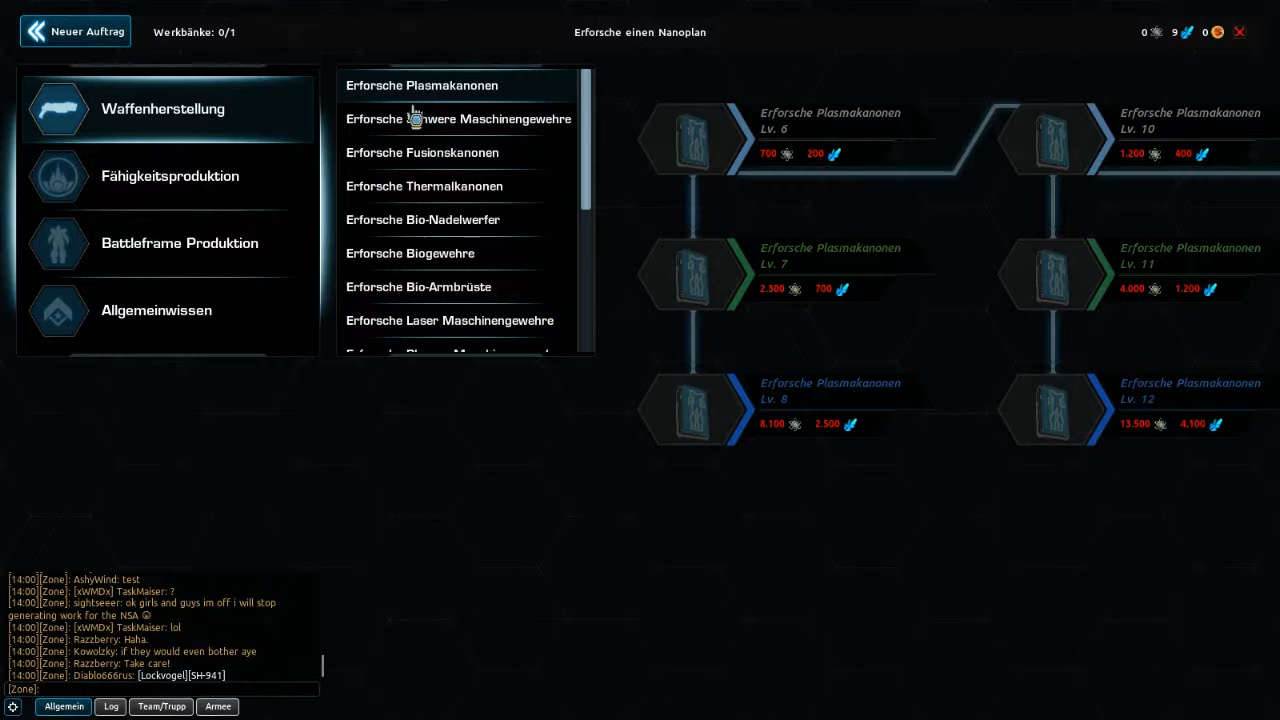 Neuer Auftrag
Werkbänke: 0/1
Erforsche einen Nanoplan
0 9 0
Waffenherstellung
Fähigkeitsproduktion
Battleframe Produktion
Allgemeinwissen
Erforsche Plasmakanonen
Erforsche were Maschinengewehre
Erforsche Fusionskanonen
Erforsche Thermalkanonen
Erforsche Bio-Nadelwerfer
Erforsche Biogewehre
Erforsche Bio-Armbrüste
Erforsche Laser Maschinengewehre
Erforsche Plasmakanonen
Lv. 6
700 200
Erforsche Plasmakanonen
Lv. 10
1.200 400
Erforsche Plasmakanonen
Lv. 7
2.300 700
Erforsche Plasmakanonen
Lv. 11
4.000 1.200
Erforsche Plasmakanonen
Lv. 8
8.100 2.500
Erforsche Plasmakanonen
Lv. 12
13.500 4.100
[14:00][Zone]: AshyWind: test
[14:00][Zone]: [xWMDx] TaskMaiser: ?
[14:00][Zone]: sightseeer: ok girls and guys im off i will stop
generating work for the NSA
[14:00][Zone]: [xWMDx] TaskMaiser: lol
[14:00][Zone]: Razzberry: Haha.
[14:00][Zone]: Kowolzky: if they would even bother aye
[14:00][Zone]: Razzberry: Take care!
[14:00][Zone]: Diablo666rus: [Lockvogel][SH-941]
[Zone]:
Allgemein
Log
Team/Trupp
Armee